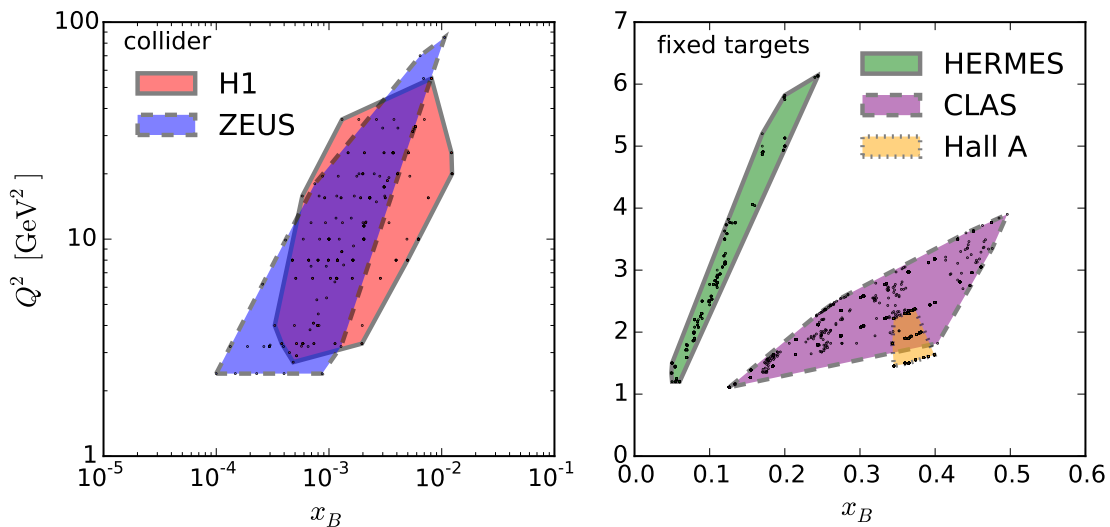 100
10
1
Q² [GeV²]
collider
H1
ZEUS
10⁻⁵ 10⁻⁴ 10⁻³ 10⁻² 10⁻¹
x_B
7
6
5
4
3
2
1
0
fixed targets
HERMES
CLAS
Hall A
0.0 0.1 0.2 0.3 0.4 0.5 0.6
x_B